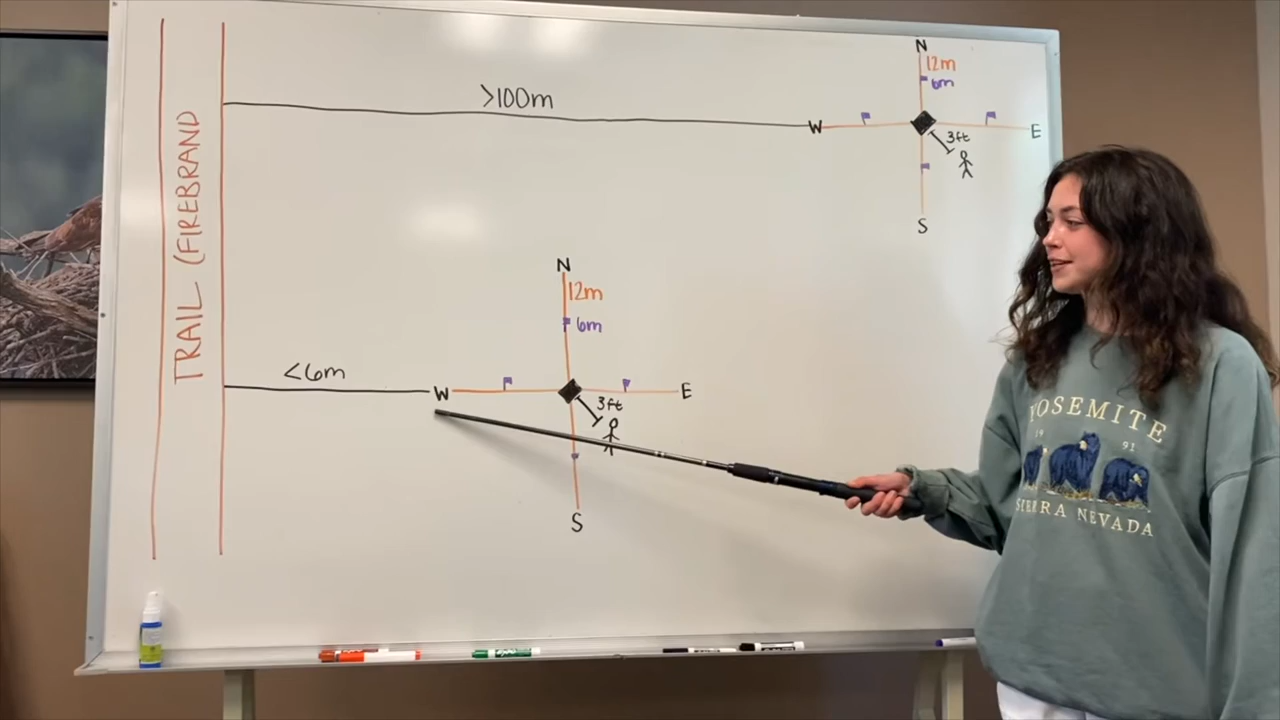 TRAIL (FIREBRAND
>100m
N
12m
6m
W
E
3ft
S
<6m
N
12m
6m
W
E
3ft
S
YOSEMITE
19 91
SIERRA NEVADA